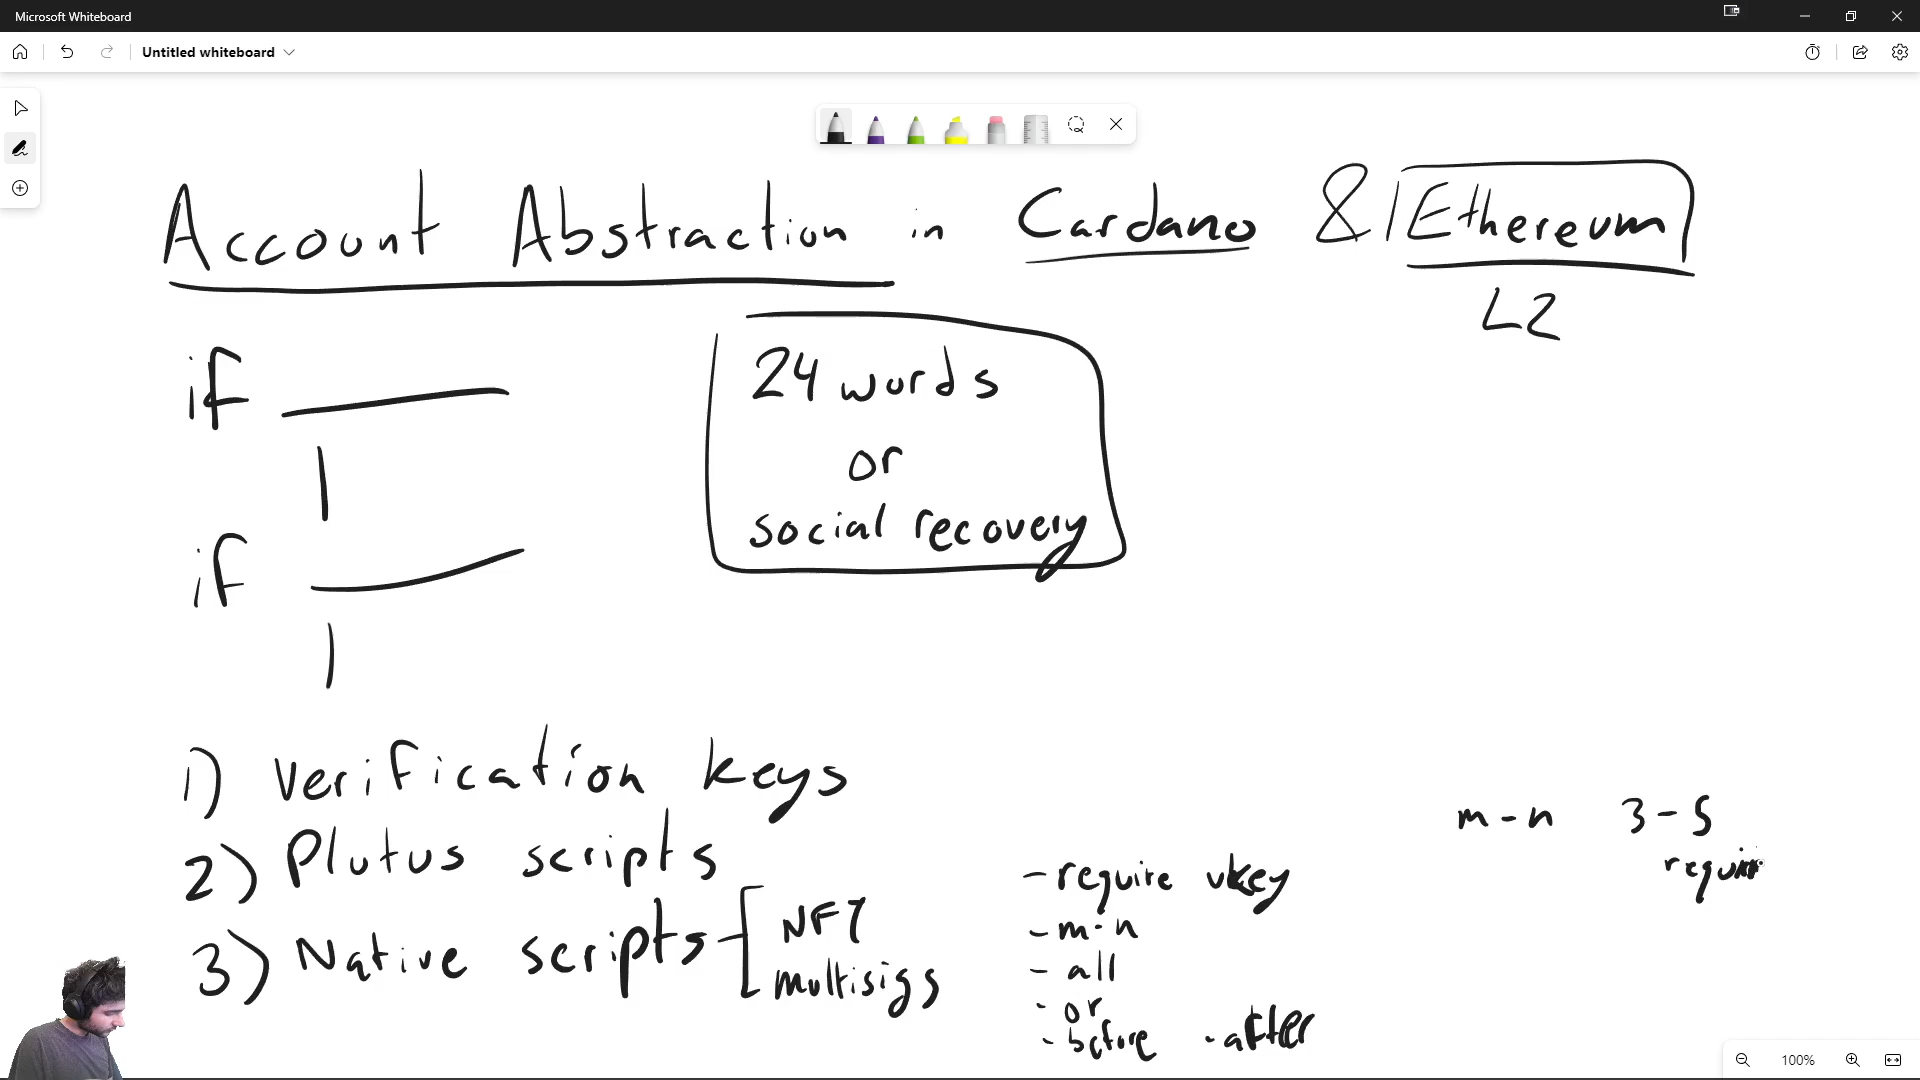 Microsoft Whiteboard
Untitled whiteboard
Account Abstraction in Cardano & Ethereum
L2
if
if
24 words
or
social recovery
1) verification keys
2) Plutus scripts
3) Native scripts
NFT
multisigs
- require vkey
- m-n
- all
- or
- before - after
m-n 3-5
100%